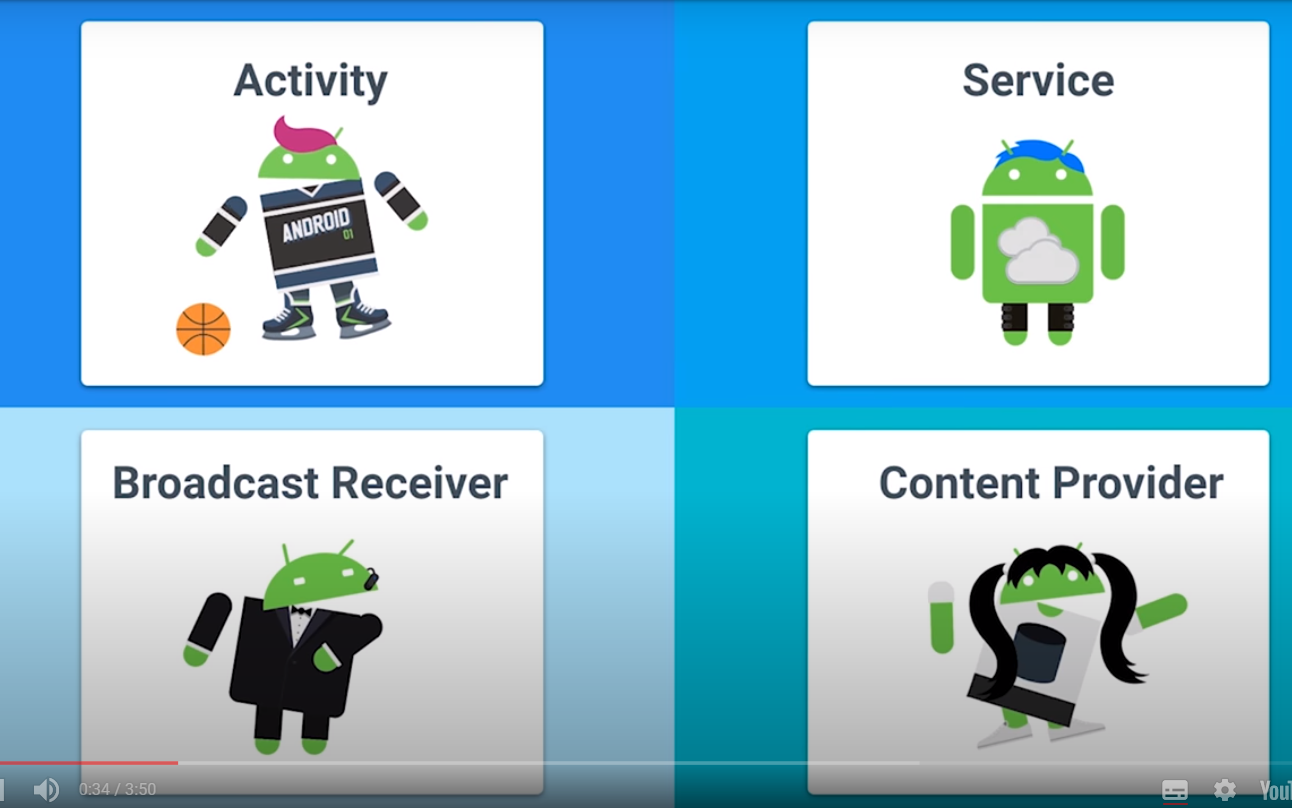 Activity
ANDROID
01
Service
Broadcast Receiver
Content Provider
0:34 / 3:50